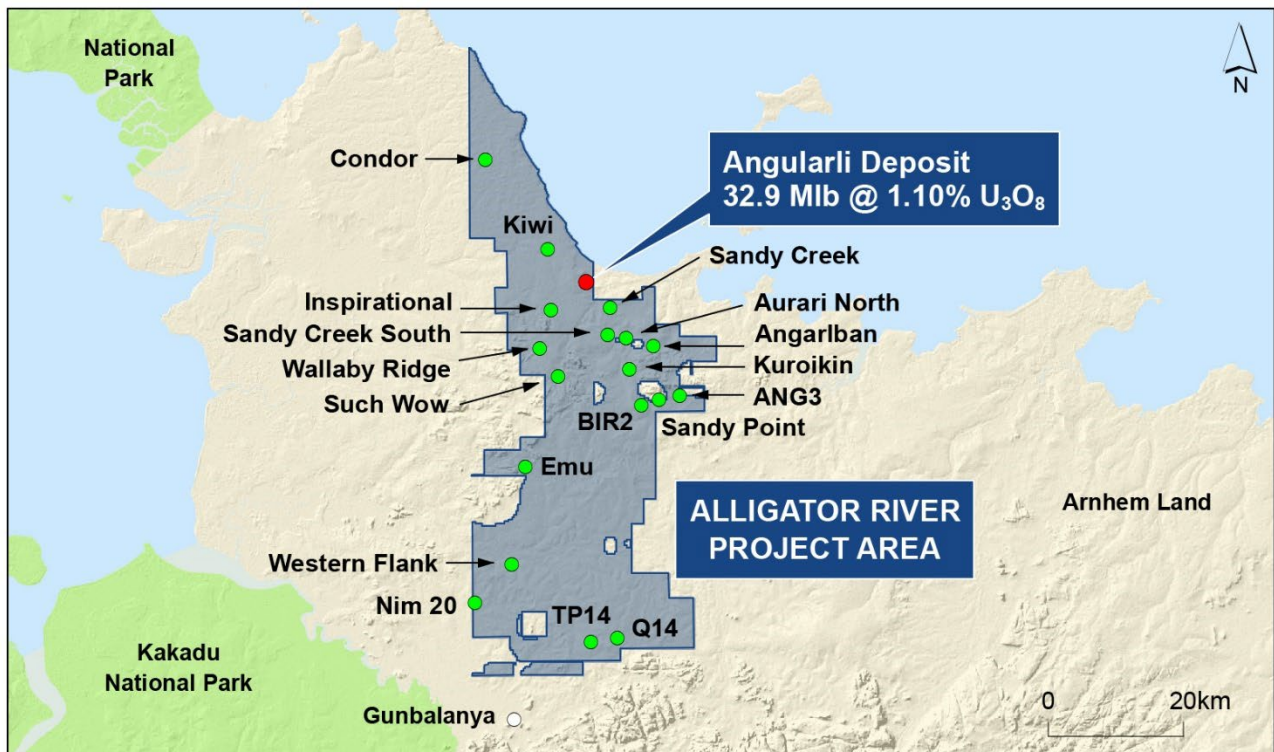 National
Park
N
Condor
Angularli Deposit
32.9 Mlb @ 1.10% U₃O₈
Kiwi
Sandy Creek
Inspirational
Aurari North
Sandy Creek South
Angarlban
Wallaby Ridge
Kuroikin
Such Wow
ANG3
BIR2
Sandy Point
Emu
ALLIGATOR RIVER
PROJECT AREA
Arnhem Land
Western Flank
Nim 20
TP14
Q14
Kakadu
National Park
Gunbalanya
0 20km